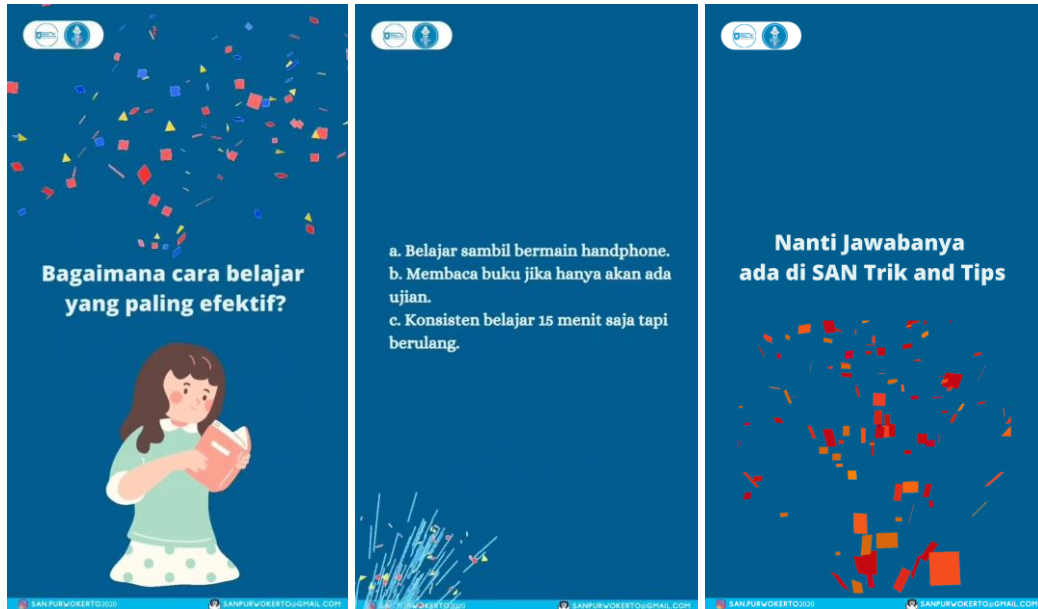 Bagaimana cara belajar
yang paling efektif?
SAN.PURWOKERTO2020
SANPURWOKERTO@GMAIL.COM
a. Belajar sambil bermain handphone.
b. Membaca buku jika hanya akan ada
ujian.
c. Konsisten belajar 15 menit saja tapi
berulang.
SAN.PURWOKERTO2020
SANPURWOKERTO@GMAIL.COM
Nanti Jawabanya
ada di SAN Trik and Tips
SAN.PURWOKERTO2020
SANPURWOKERTO@GMAIL.COM